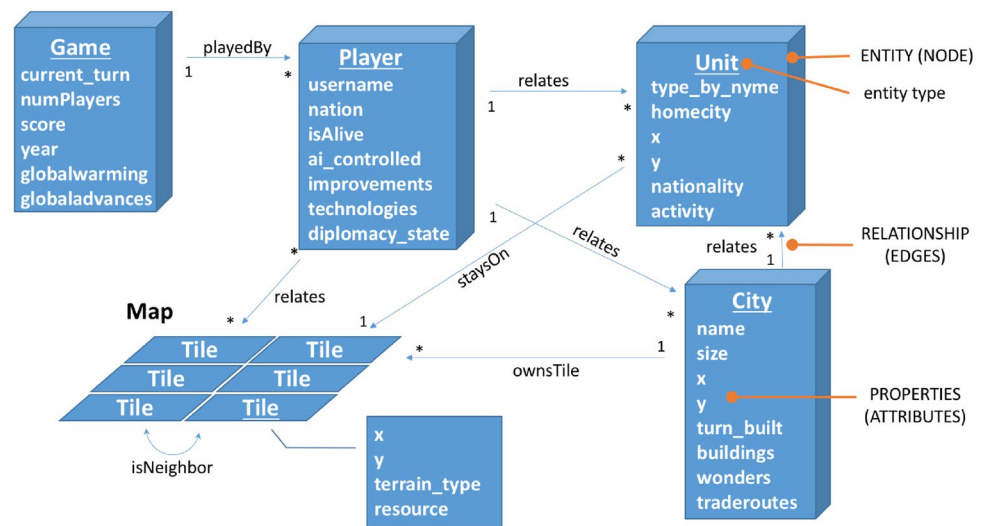 Game
current_turn
numPlayers
score
year
globalwarming
globaladvances
playedBy
1
*
Player
username
nation
isAlive
ai_controlled
improvements
technologies
diplomacy_state
relates
1
*
Unit
type_by_nyme
homecity
x
y
nationality
activity
ENTITY (NODE)
entity type
*
staysOn
1
1
relates
*
*
relates
*
relates
*
1
RELATIONSHIP
(EDGES)
Map
Tile
Tile
Tile
Tile
Tile
Tile
isNeighbor
x
y
terrain_type
resource
*
ownsTile
1
City
name
size
x
y
turn_built
buildings
wonders
traderoutes
PROPERTIES
(ATTRIBUTES)